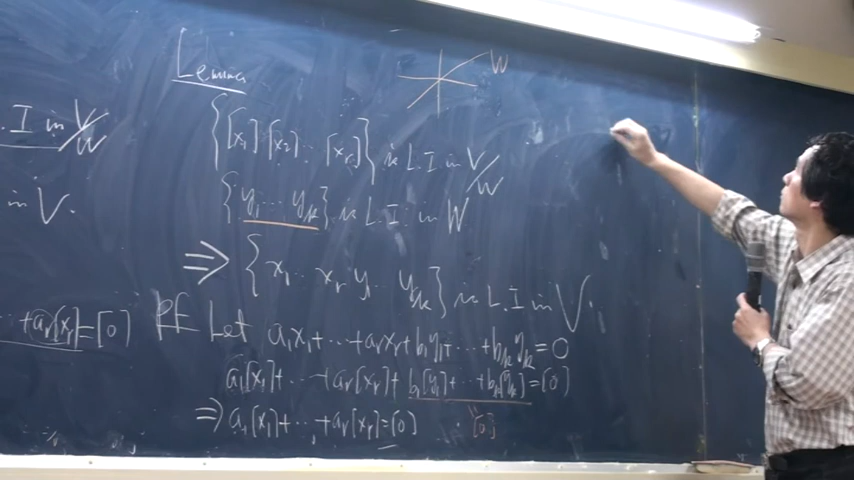 Lemma
W
.I in V/W
{[x₁] [x₂] ... [xᵣ]} is L.I in V/W
in V.
{y₁ ... yₖ} is L.I. in W
⇒ {x₁ ... xᵣ y₁ ... yₖ} is L.I in V.
+aᵣ[xᵣ]=[0]
PF Let a₁x₁+...+aᵣxᵣ+b₁y₁+...+bₖyₖ=0
a₁[x₁]+...+aᵣ[xᵣ]+b₁[y₁]+...+bₖ[yₖ]=[0]
⇒ a₁[x₁]+...+aᵣ[xᵣ]=[0]
"[0]